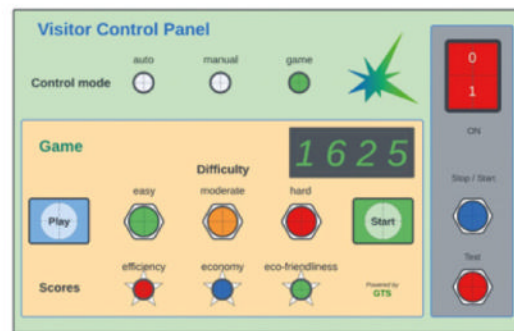 Visitor Control Panel
auto manual game
Control mode
Game
1625
Difficulty
easy moderate hard
Play
Start
efficiency economy eco-friendliness
Scores
Powered by
GTS
0
1
ON
Stop / Start
Test